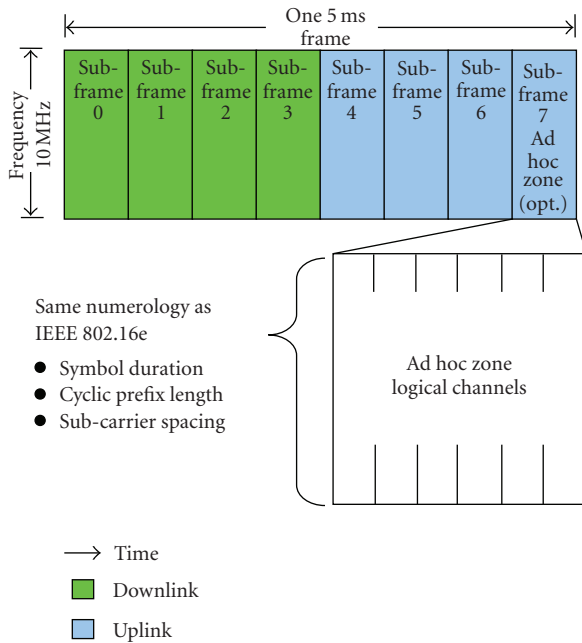 One 5 ms
frame
Frequency
10 MHz
Sub-
frame
0
Sub-
frame
1
Sub-
frame
2
Sub-
frame
3
Sub-
frame
4
Sub-
frame
5
Sub-
frame
6
Sub-
frame
7
Ad
hoc
zone
(opt.)
Same numerology as
IEEE 802.16e
● Symbol duration
● Cyclic prefix length
● Sub-carrier spacing
Ad hoc zone
logical channels
Time
Downlink
Uplink